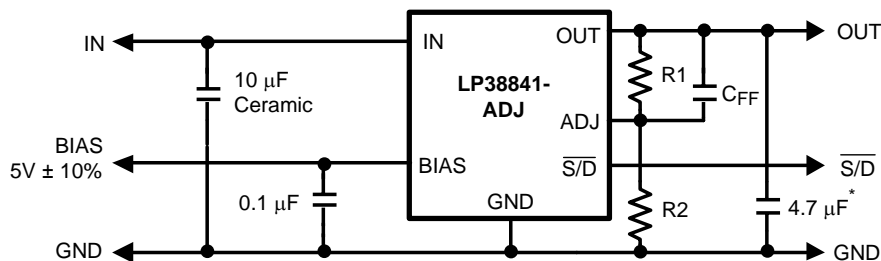 IN
10 μF
Ceramic
BIAS
5V ± 10%
0.1 μF
GND
IN
OUT
LP38841-
ADJ
ADJ
BIAS
S̅/̅D̅
GND
R1
CFF
R2
OUT
S̅/̅D̅
4.7 μF*
GND